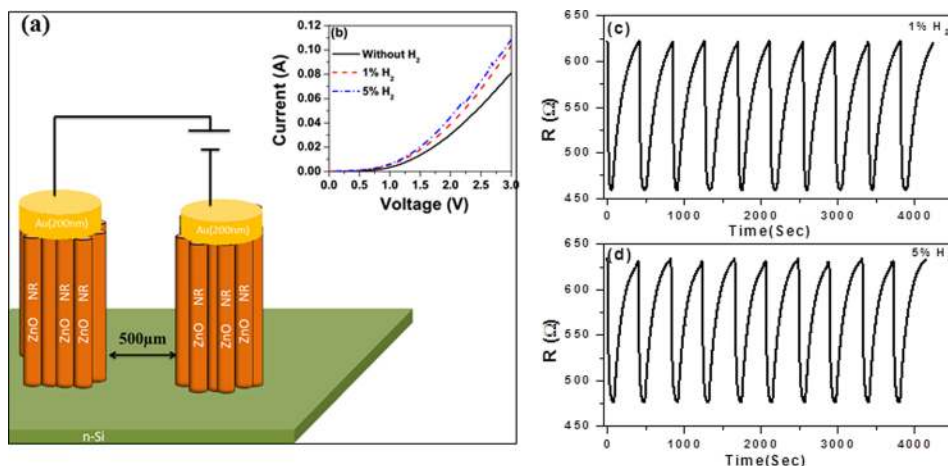 (a)
Au(200nm)
Au(200nm)
ZnO NR
ZnO NR
ZnO NR
ZnO NR
ZnO NR
ZnO NR
500μm
n-Si
(b)
Without H2
1% H2
5% H2
Current (A)
0.12
0.10
0.08
0.06
0.04
0.02
0.00
0.0 0.5 1.0 1.5 2.0 2.5 3.0
Voltage (V)
(c)
1% H2
R (Ω)
650
600
550
500
450
0 1000 2000 3000 4000
Time(Sec)
(d)
5% H
R (Ω)
650
600
550
500
450
0 1000 2000 3000 4000
Time(Sec)